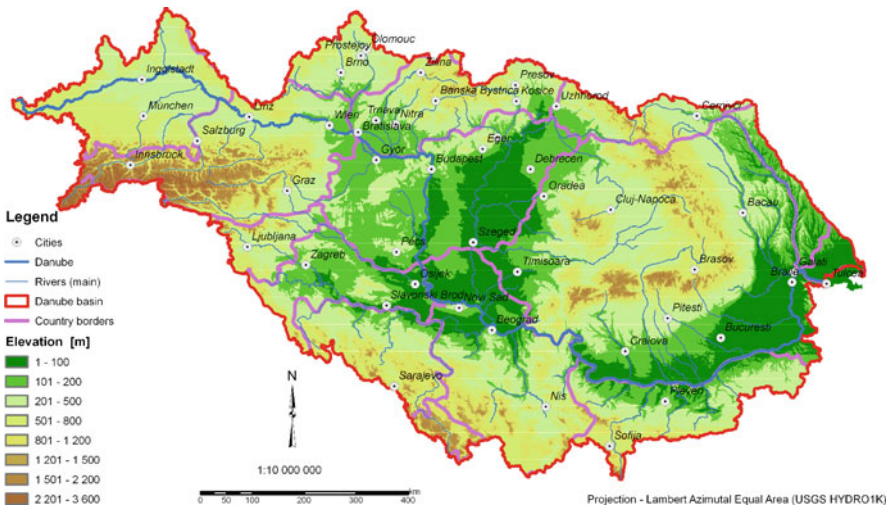 Olomouc
Prostejov
Brno
Zilina
Ingolstadt
Presov
Banska Bystrica
Kosice
Uzhhorod
München
Linz
Wien
Trnava
Nitra
Cernivci
Bratislava
Salzburg
Eger
Innsbruck
Győr
Budapest
Debrecen
Graz
Oradea
Cluj-Napoca
Bacau
Legend
Cities
Danube
Rivers (main)
Danube basin
Country borders
Ljubljana
Pécs
Szeged
Zagreb
Timisoara
Brasov
Galati
Braila
Tulcea
Osijek
Slavonski Brod
Novi Sad
Pitesti
Beograd
Bucuresti
Craiova
Elevation [m]
1 - 100
101 - 200
201 - 500
501 - 800
801 - 1 200
1 201 - 1 500
1 501 - 2 200
2 201 - 3 600
Sarajevo
N
Nis
Pleven
Sofija
1:10 000 000
km
0 50 100 200 300 400
Projection - Lambert Azimutal Equal Area (USGS HYDRO1K)